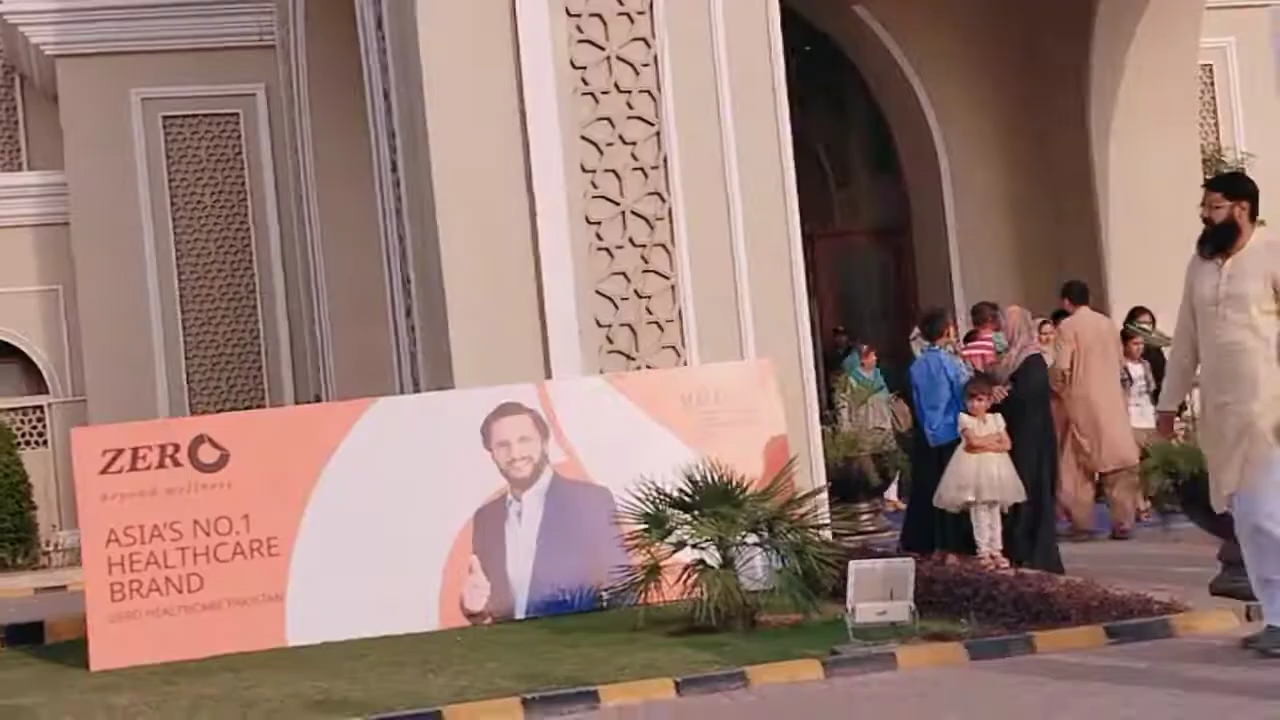 ZERO
beyond wellness
ASIA'S NO.1
HEALTHCARE
BRAND
ZERO HEALTHCARE PAKISTAN